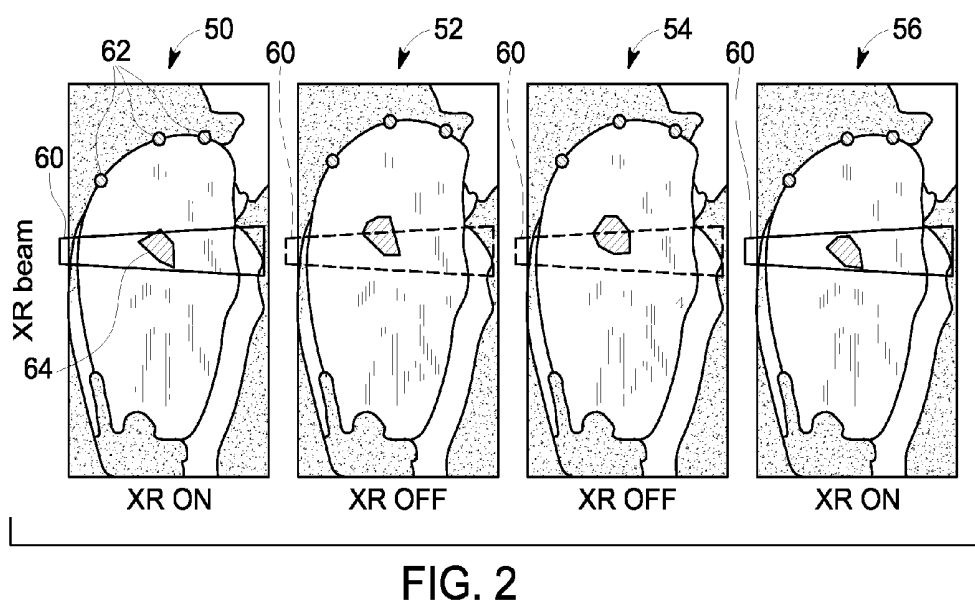 50 52 54 56
62 60 60 60
60
XR beam
64
XR ON XR OFF XR OFF XR ON
FIG. 2